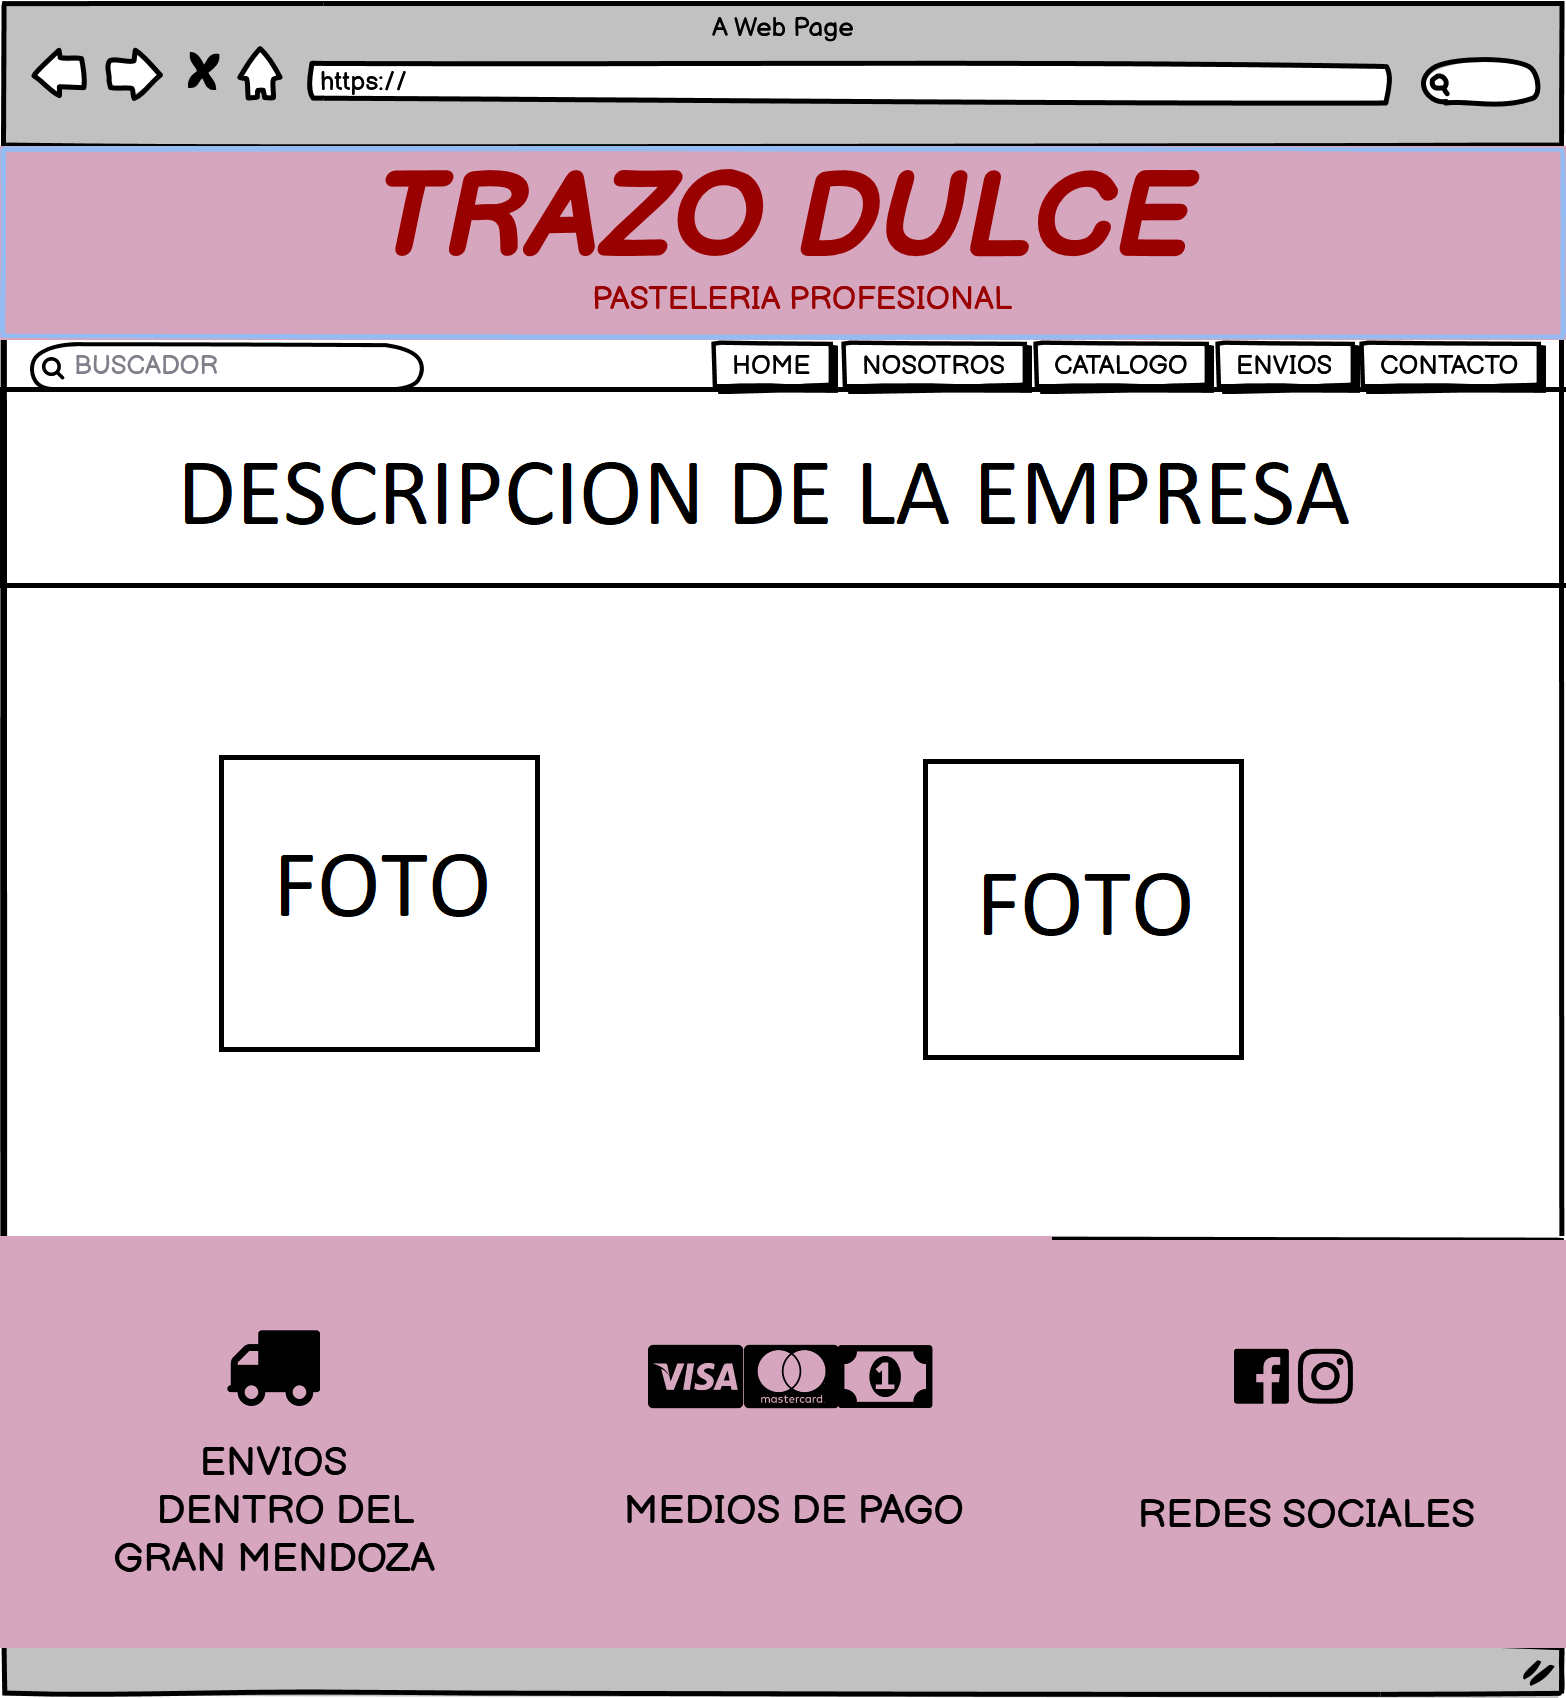 A Web Page
https://
TRAZO DULCE
PASTELERIA PROFESIONAL
BUSCADOR
HOME
NOSOTROS
CATALOGO
ENVIOS
CONTACTO
DESCRIPCION DE LA EMPRESA
FOTO
FOTO
VISA
mastercard
1
ENVIOS
DENTRO DEL
GRAN MENDOZA
MEDIOS DE PAGO
REDES SOCIALES